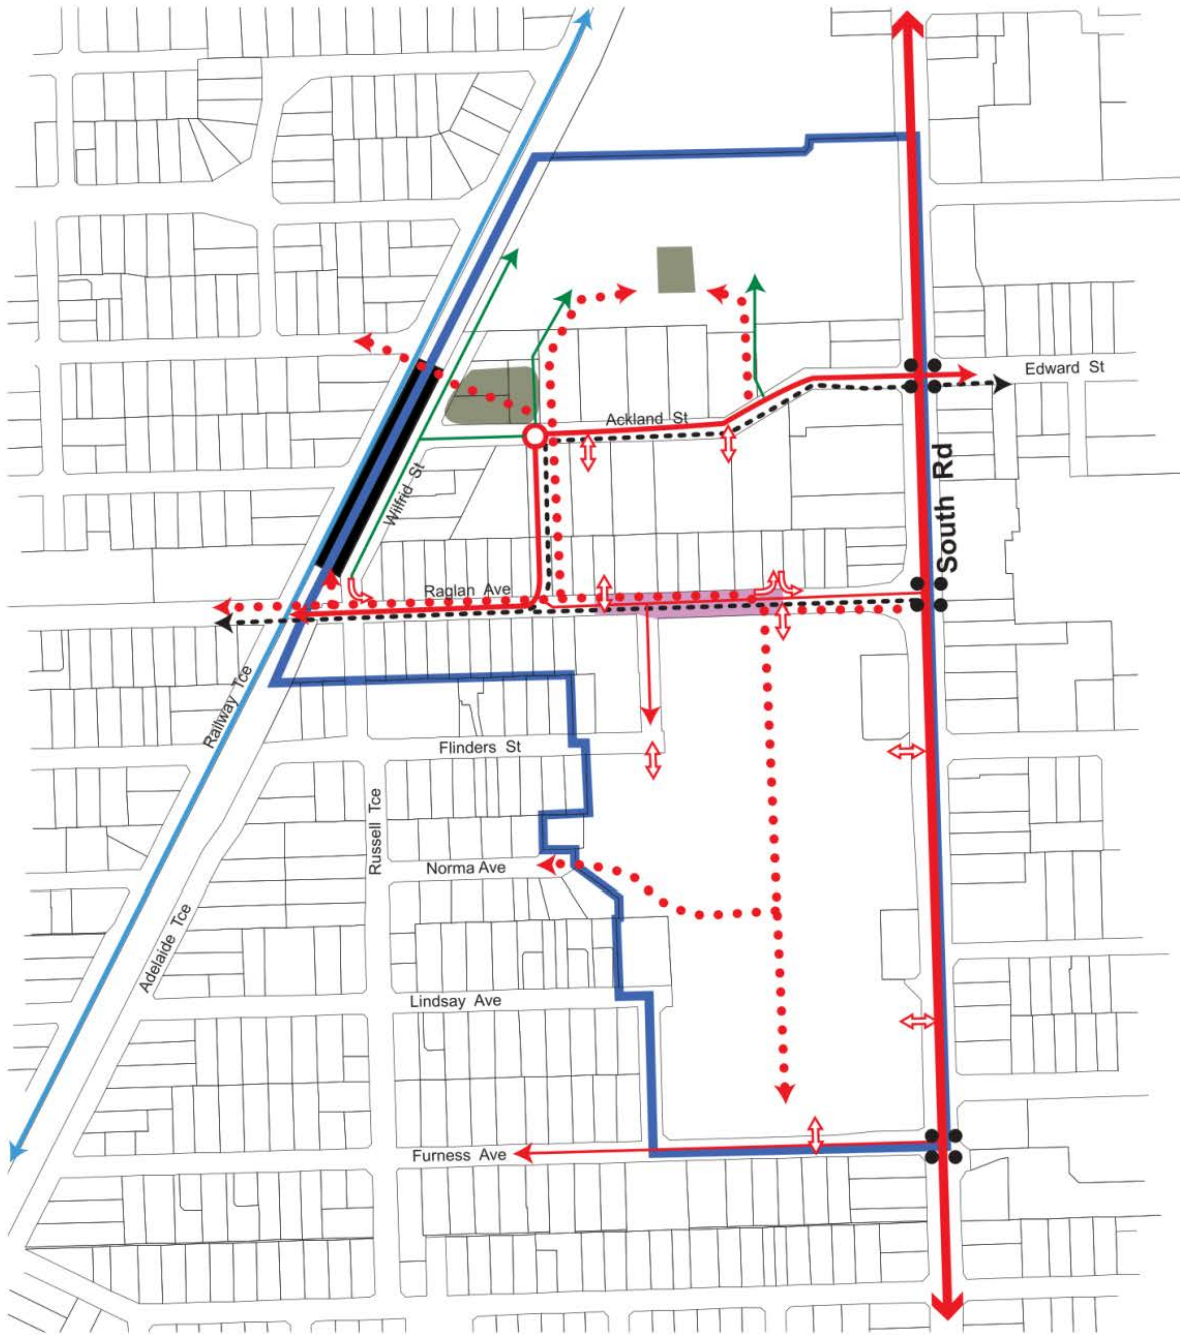 Edward St
Ackland St
South Rd
Wilfrid St
Raglan Ave
Railway Tce
Flinders St
Russell Tce
Norma Ave
Adelaide Tce
Lindsay Ave
Furness Ave